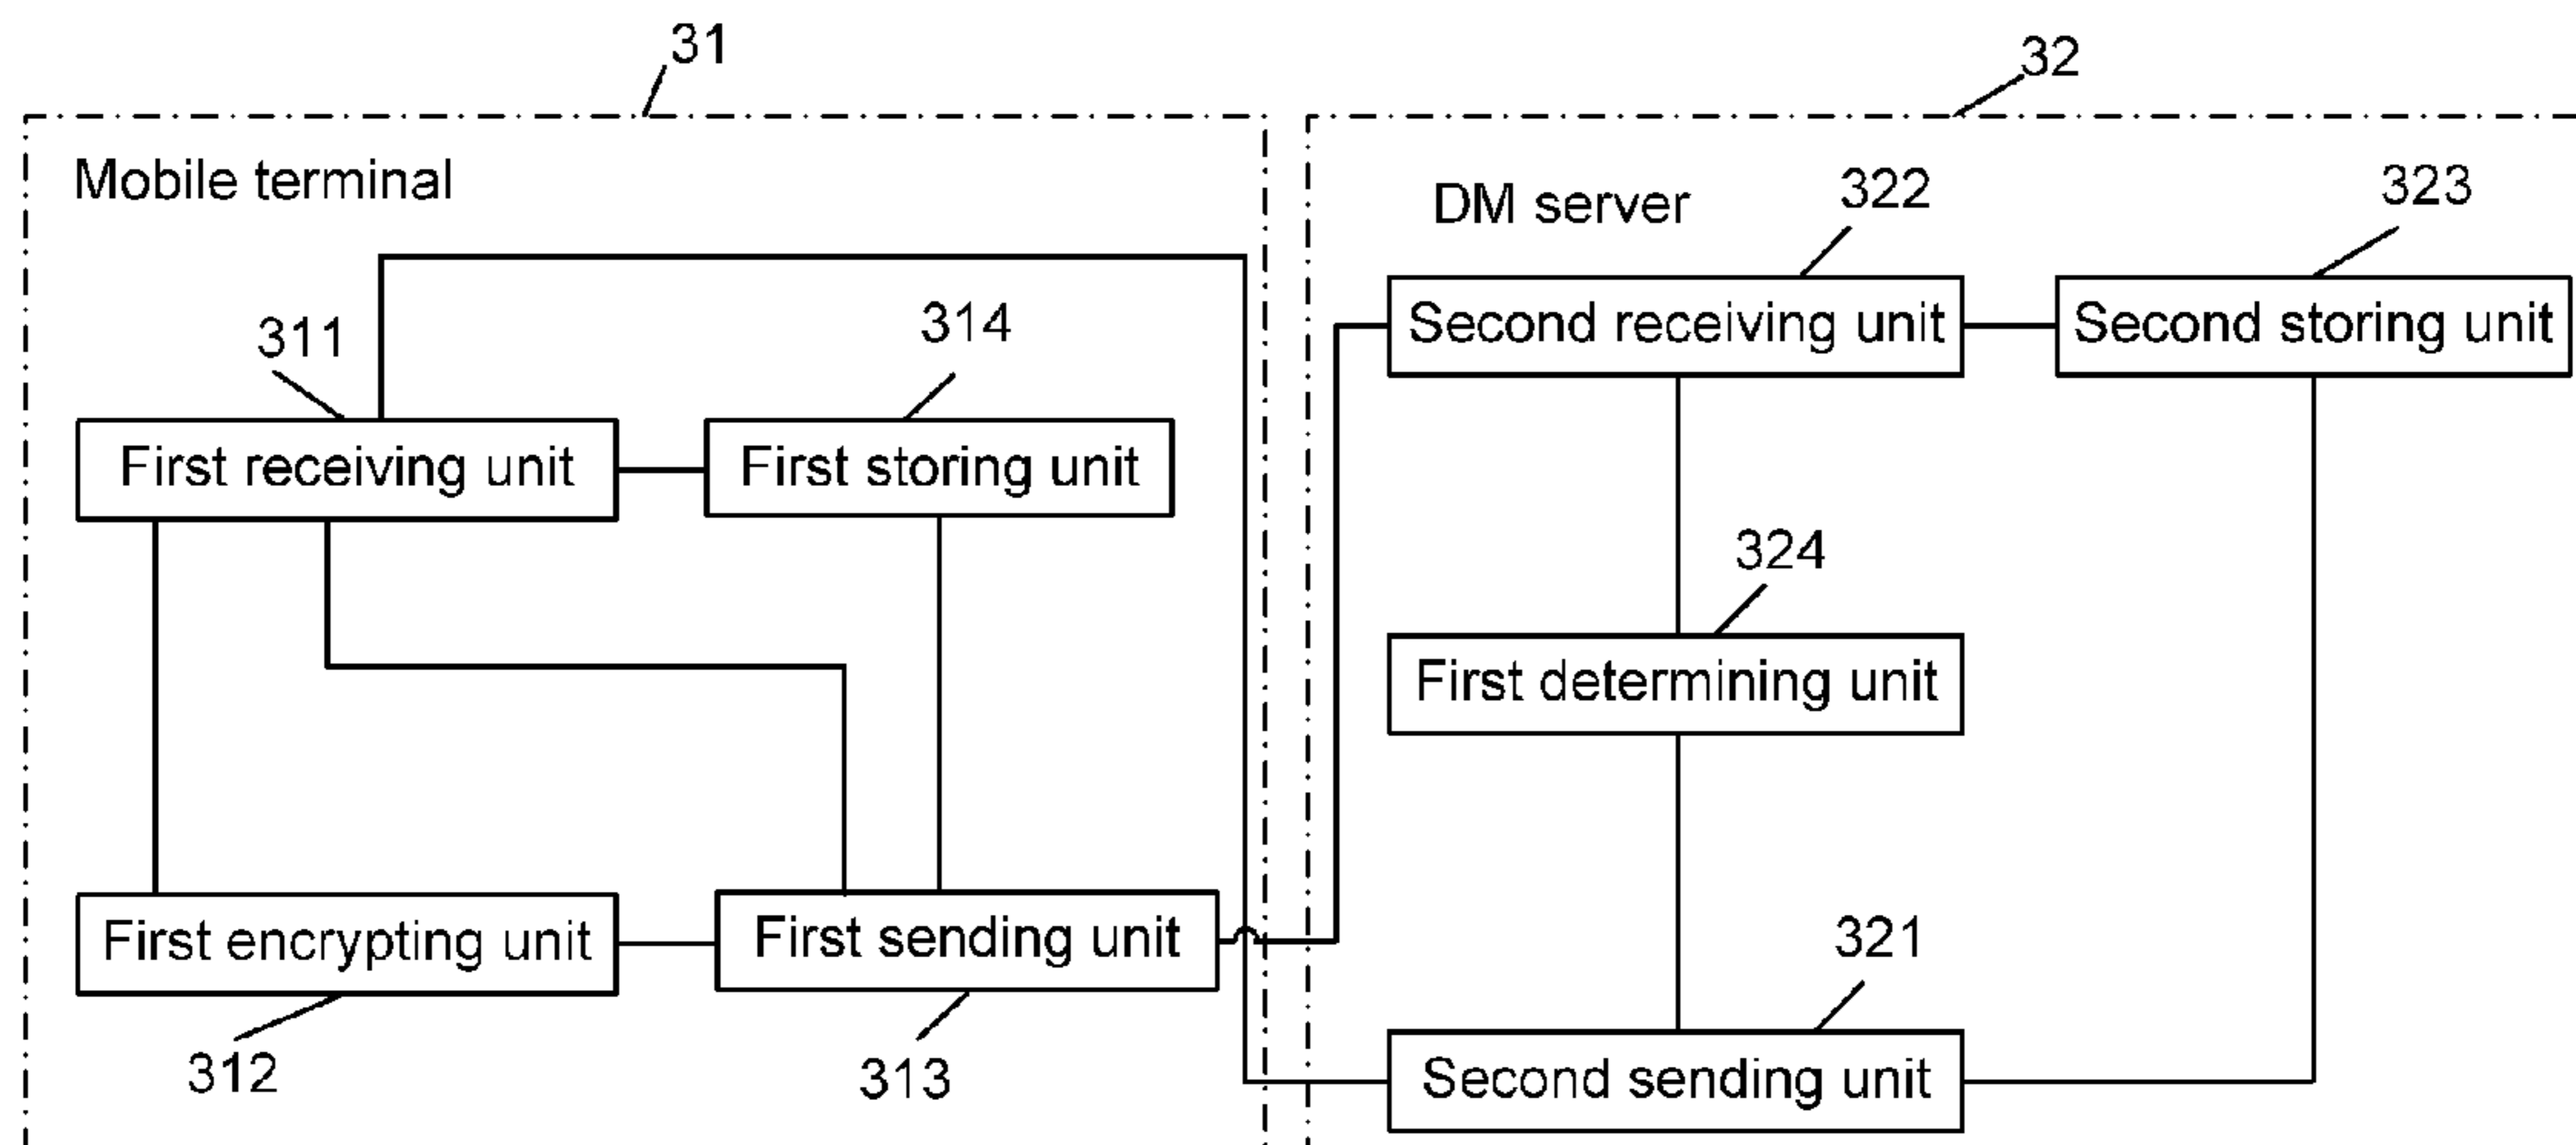 31
32
Mobile terminal
DM server
322
323
311
314
Second receiving unit
Second storing unit
First receiving unit
First storing unit
324
First determining unit
First encrypting unit
First sending unit
321
312
313
Second sending unit